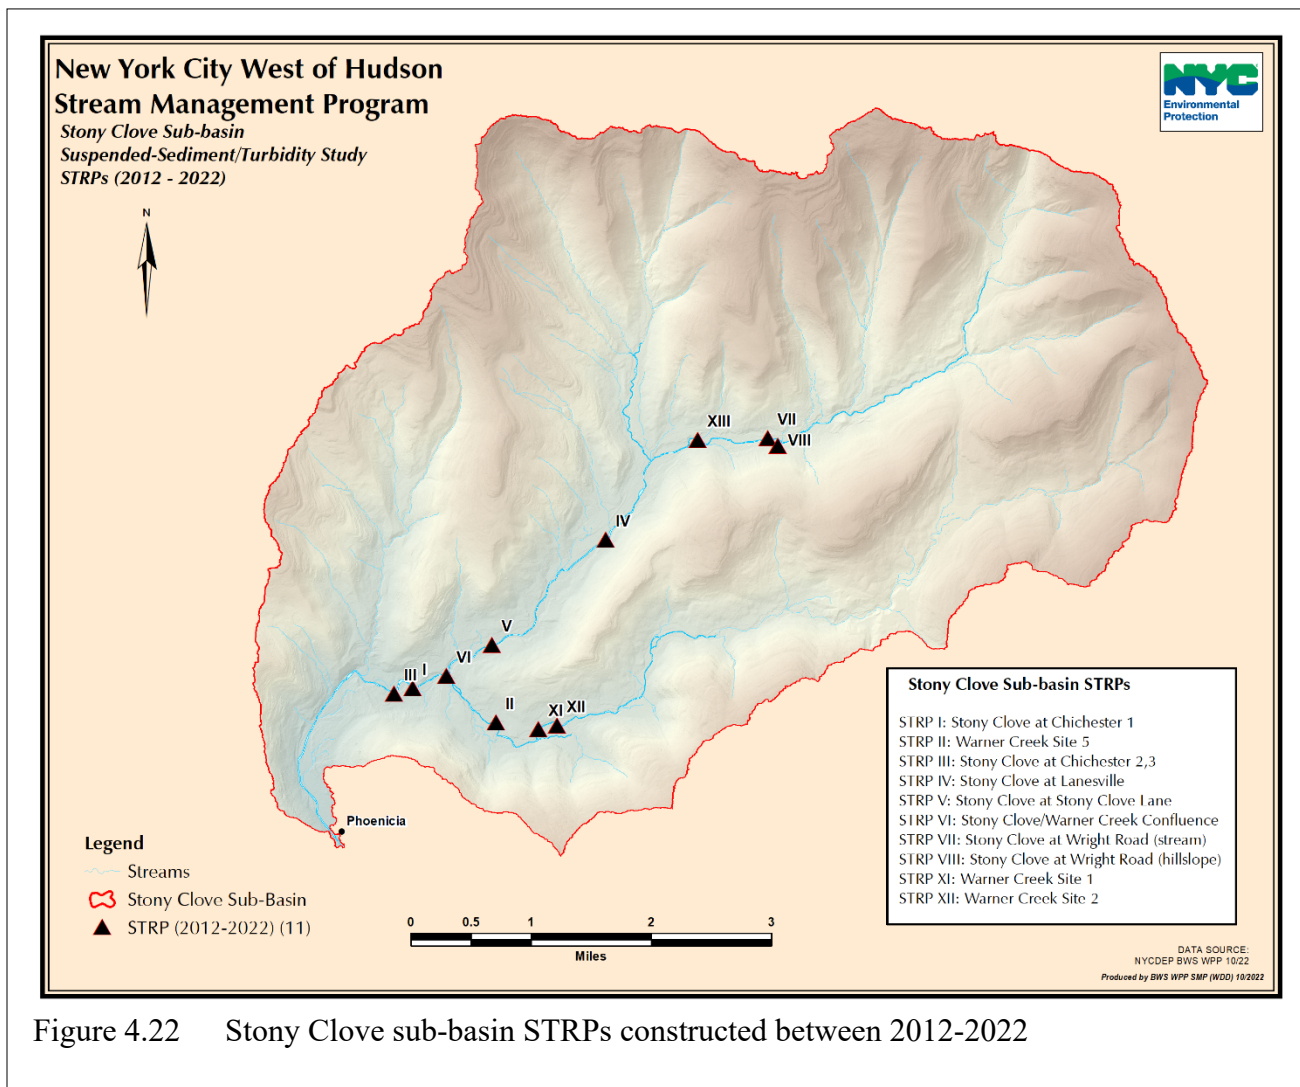 New York City West of Hudson
Stream Management Program
Stony Clove Sub-basin
Suspended-Sediment/Turbidity Study
STRPs (2012 - 2022)
N
NYC
Environmental
Protection
XIII
VII
VIII
IV
V
VI
III
I
II
XI
XII
Phoenicia
Legend
Streams
Stony Clove Sub-Basin
STRP (2012-2022) (11)
0 0.5 1 2 3
Miles
Stony Clove Sub-basin STRPs
STRP I: Stony Clove at Chichester 1
STRP II: Warner Creek Site 5
STRP III: Stony Clove at Chichester 2,3
STRP IV: Stony Clove at Lanesville
STRP V: Stony Clove at Stony Clove Lane
STRP VI: Stony Clove/Warner Creek Confluence
STRP VII: Stony Clove at Wright Road (stream)
STRP VIII: Stony Clove at Wright Road (hillslope)
STRP XI: Warner Creek Site 1
STRP XII: Warner Creek Site 2
DATA SOURCE:
NYCDEP BWS WPP 10/22
Produced by BWS WPP SMP (WDD) 10/2022
Figure 4.22 Stony Clove sub-basin STRPs constructed between 2012-2022